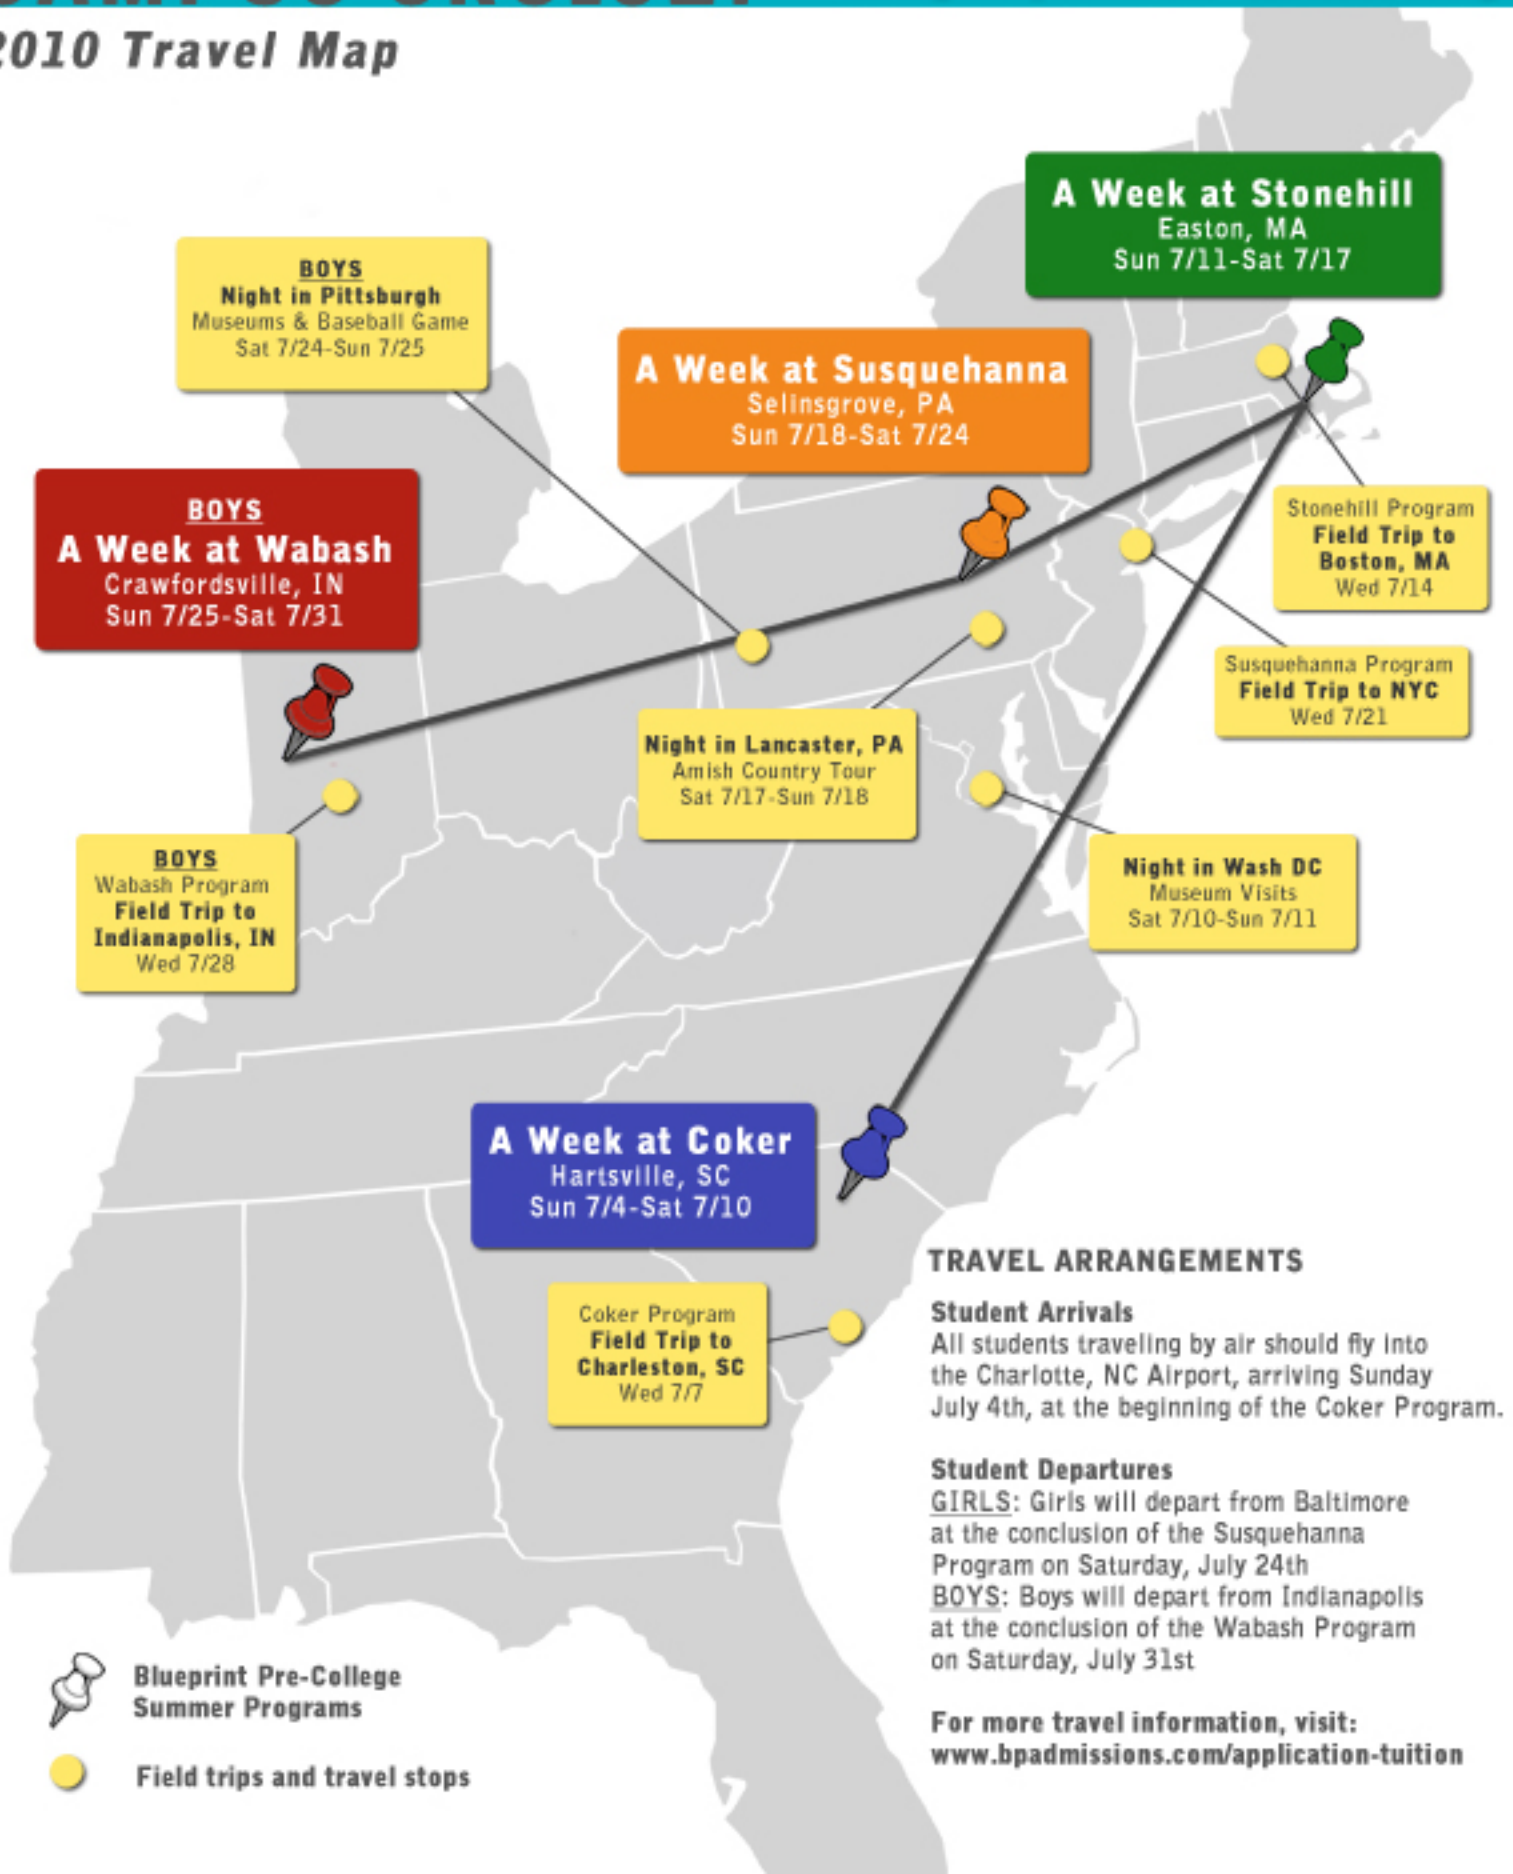 2010 Travel Map
A Week at Stonehill
Easton, MA
Sun 7/11-Sat 7/17
BOYS
Night in Pittsburgh
Museums & Baseball Game
Sat 7/24-Sun 7/25
A Week at Susquehanna
Selinsgrove, PA
Sun 7/18-Sat 7/24
BOYS
A Week at Wabash
Crawfordsville, IN
Sun 7/25-Sat 7/31
Stonehill Program
Field Trip to
Boston, MA
Wed 7/14
Susquehanna Program
Field Trip to NYC
Wed 7/21
Night in Lancaster, PA
Amish Country Tour
Sat 7/17-Sun 7/18
BOYS
Wabash Program
Field Trip to
Indianapolis, IN
Wed 7/28
Night in Wash DC
Museum Visits
Sat 7/10-Sun 7/11
A Week at Coker
Hartsville, SC
Sun 7/4-Sat 7/10
Coker Program
Field Trip to
Charleston, SC
Wed 7/7
TRAVEL ARRANGEMENTS
Student Arrivals
All students traveling by air should fly into
the Charlotte, NC Airport, arriving Sunday
July 4th, at the beginning of the Coker Program.
Student Departures
GIRLS: Girls will depart from Baltimore
at the conclusion of the Susquehanna
Program on Saturday, July 24th
BOYS: Boys will depart from Indianapolis
at the conclusion of the Wabash Program
on Saturday, July 31st
For more travel information, visit:
www.bpadmissions.com/application-tuition
Blueprint Pre-College
Summer Programs
Field trips and travel stops